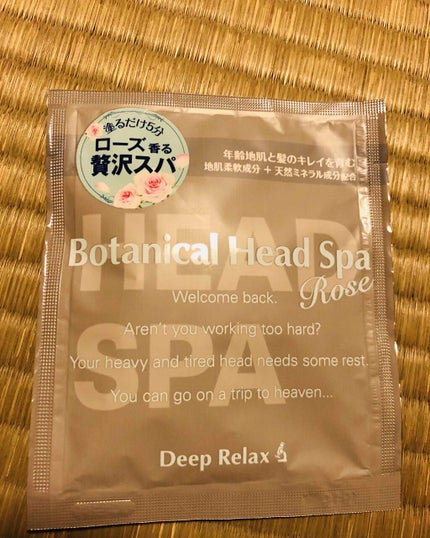 塗るだけ5分
ローズ香る
贅沢スパ
年齢地肌と髪のキレイを育む
地肌柔軟成分 + 天然ミネラル成分配合
HEAD
SPA
Botanical Head Spa
Rose
Welcome back.
Aren't you working too hard?
Your heavy and tired head needs some rest.
You can go on a trip to heaven...
Deep Relax